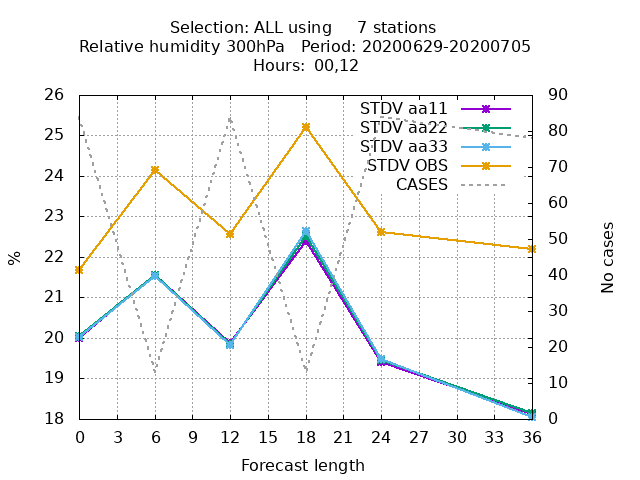 Selection: ALL using     7 stations
Relative humidity 300hPa   Period: 20200629-20200705
Hours: 00,12
26
25
24
23
22
21
20
19
18
%
STDV aa11
STDV aa22
STDV aa33
STDV OBS
CASES
90
80
70
60
50
40
30
20
10
0
No cases
0 3 6 9 12 15 18 21 24 27 30 33 36
Forecast length